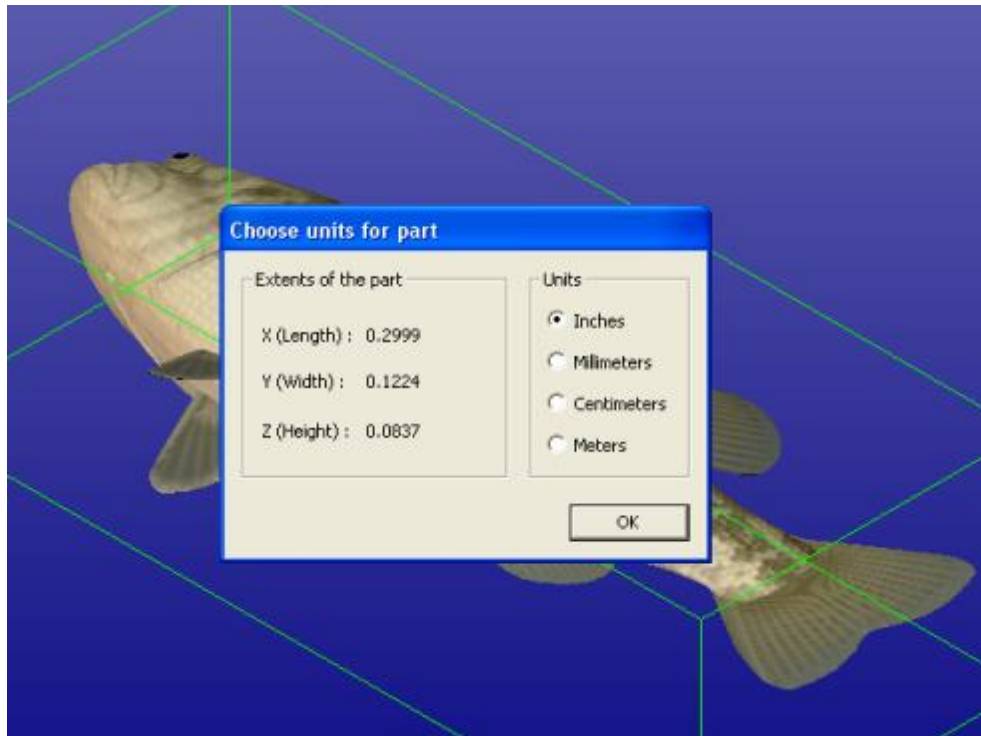 Choose units for part
Extents of the part
X (Length) : 0.2999
Y (Width) : 0.1224
Z (Height) : 0.0837
Units
Inches
Millimeters
Centimeters
Meters
OK